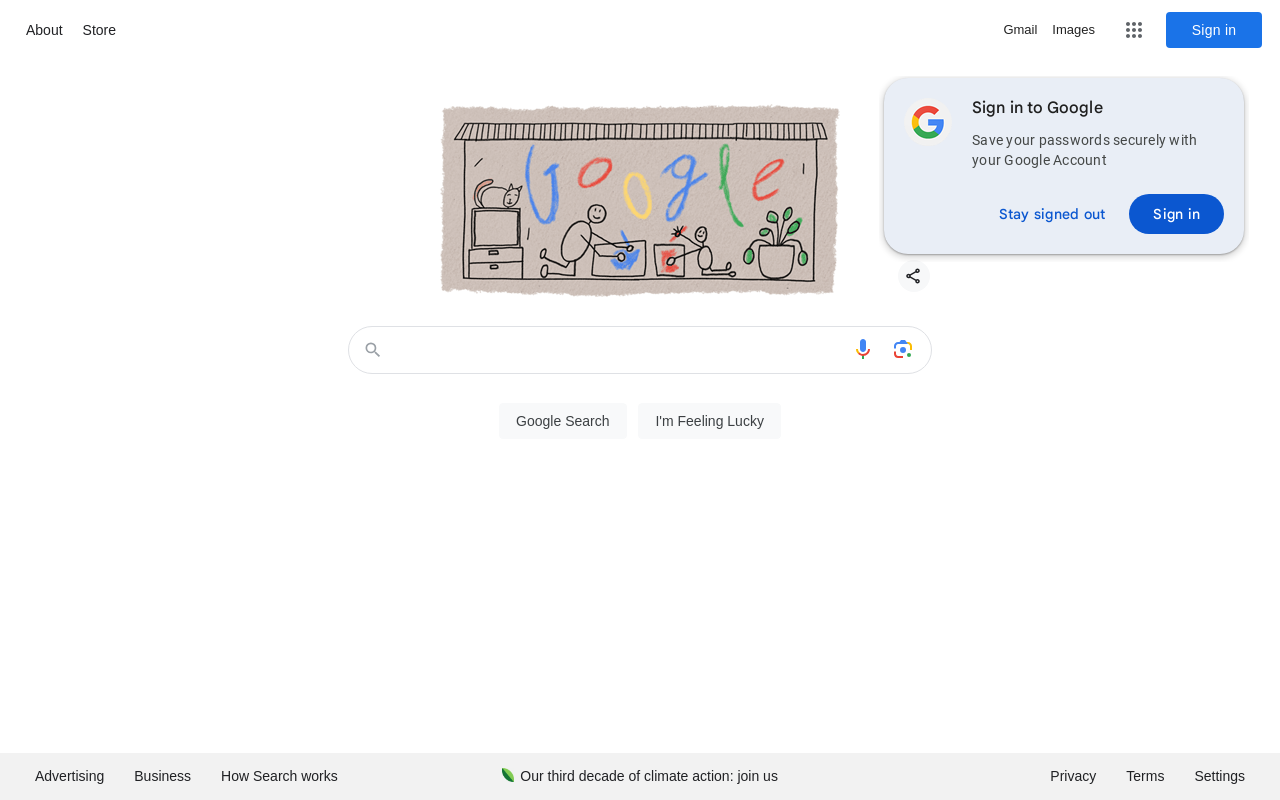 About Store
Gmail Images Sign in
Sign in to Google
Save your passwords securely with
your Google Account
Stay signed out Sign in
Google
Google Search I'm Feeling Lucky
Advertising Business How Search works Our third decade of climate action: join us Privacy Terms Settings